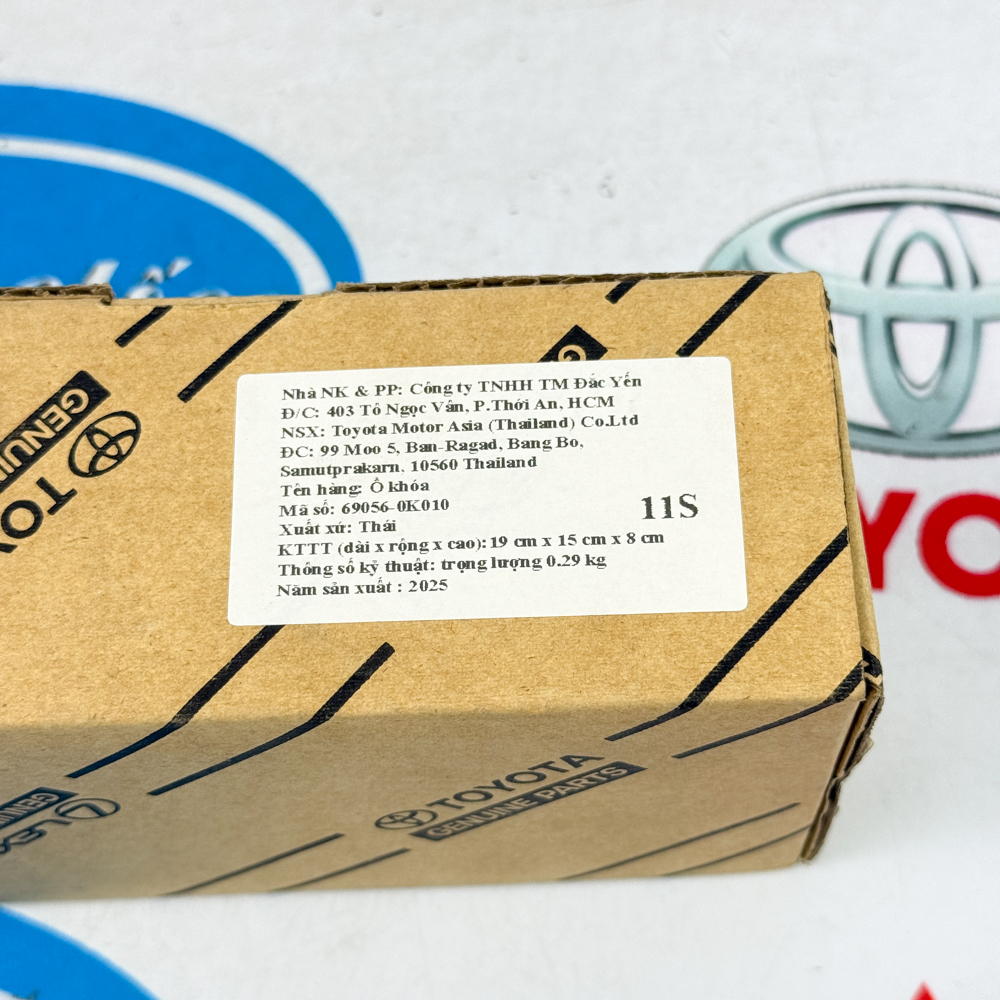 Nhà NK & PP: Công ty TNHH TM Đắc Yến
Đ/C: 403 Tô Ngọc Vân, P.Thới An, HCM
NSX: Toyota Motor Asia (Thailand) Co.Ltd
ĐC: 99 Moo 5, Ban-Ragad, Bang Bo,
Samutprakarn, 10560 Thailand
Tên hàng: Ổ khóa
Mã số: 69056-0K010
11S
Xuất xứ: Thái
KTTT (dài x rộng x cao): 19 cm x 15 cm x 8 cm
Thông số kỹ thuật: trọng lượng 0.29 kg
Năm sản xuất : 2025
TOYOTA
GENUINE PARTS